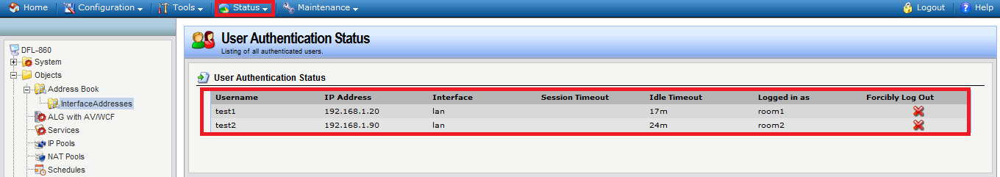 Home Configuration Tools Status Maintenance Logout Help
DFL-860
System
Objects
Address Book
InterfaceAddresses
ALG with AV/WCF
Services
IP Pools
NAT Pools
Schedules
User Authentication Status
Listing of all authenticated users.
User Authentication Status
Username IP Address Interface Session Timeout Idle Timeout Logged in as Forcibly Log Out
test1 192.168.1.20 lan 17m room1
test2 192.168.1.90 lan 24m room2